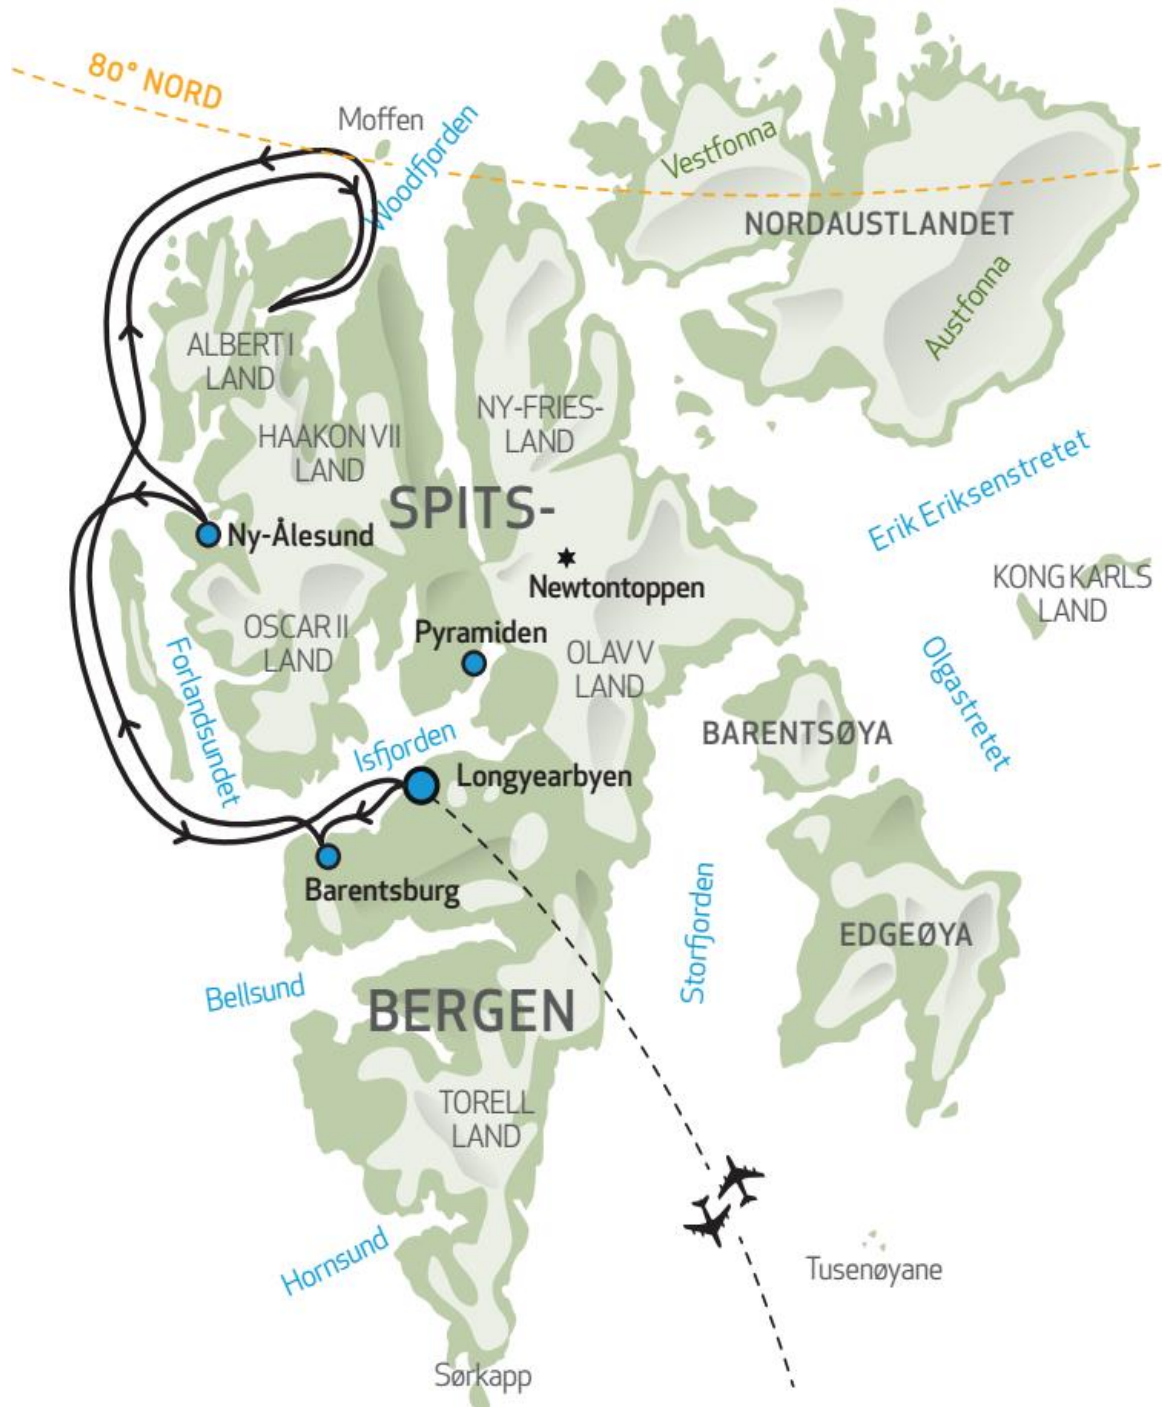 80° NORD
Moffen
Woodfjorden
Vestfonna
NORDAUSTLANDET
Austfonna
ALBERT I
LAND
HAAKON VII
LAND
NY-FRIES-
LAND
SPITS-
Erik Eriksenstretet
Ny-Ålesund
Newtontoppen
KONG KARLS
LAND
OSCAR II
LAND
Pyramiden
OLAV V
LAND
Forlandsundet
Olgastretet
Isfjorden
BARENTSØYA
Longyearbyen
Barentsburg
Storfjorden
EDGEØYA
Bellsund
BERGEN
TORELL
LAND
Hornsund
Tusenøyane
Sørkapp